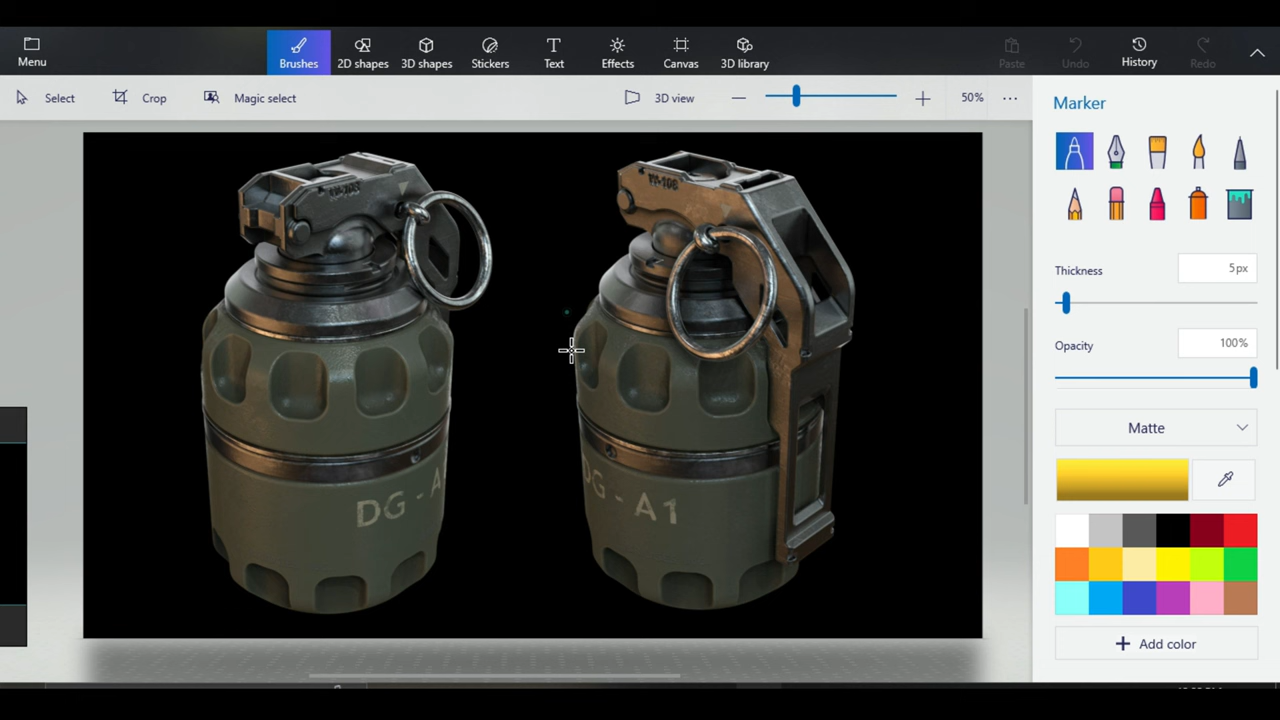 Menu
Brushes
2D shapes
3D shapes
Stickers
Text
Effects
Canvas
3D library
Paste
Undo
History
Redo
Select
Crop
Magic select
3D view
50%
Marker
Thickness
5px
Opacity
100%
Matte
Add color
DG - A
DG - A1